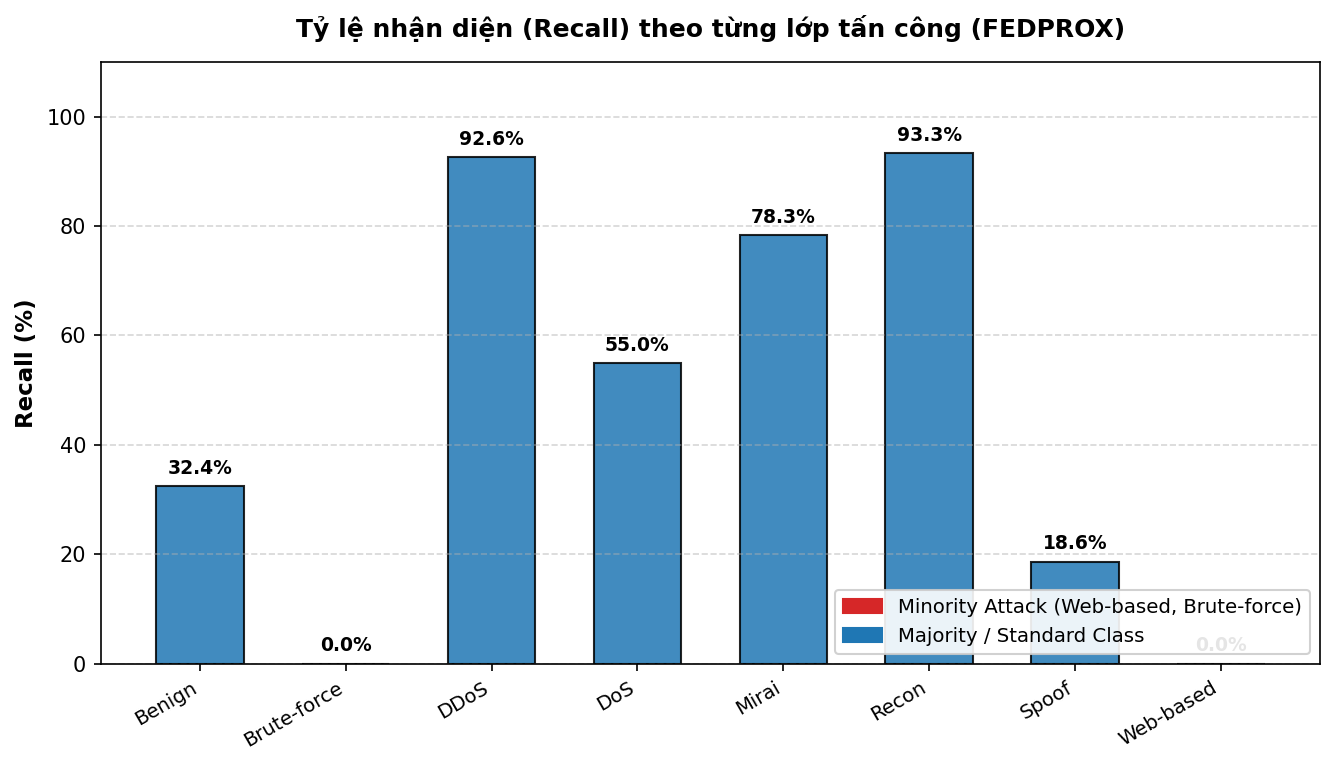 Tỷ lệ nhận diện (Recall) theo từng lớp tấn công (FEDPROX)
Recall (%)
100
80
60
40
20
0
32.4%
0.0%
92.6%
55.0%
78.3%
93.3%
18.6%
0.0%
Minority Attack (Web-based, Brute-force)
Majority / Standard Class
Benign
Brute-force
DDoS
DoS
Mirai
Recon
Spoof
Web-based